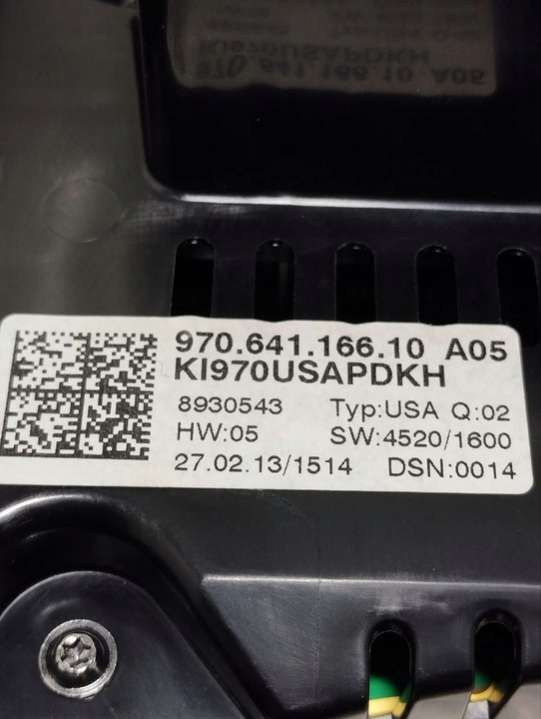 970.641.166.10 A05
KI970USAPDKH
8930543 Typ:USA Q:02
HW:05 SW:4520/1600
27.02.13/1514 DSN:0014